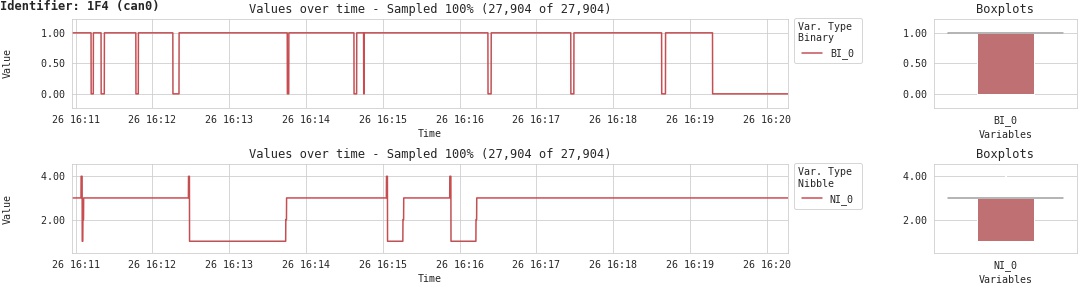 Identifier: 1F4 (can0)
Values over time - Sampled 100% (27,904 of 27,904)
Boxplots
Value
1.00
0.50
0.00
26 16:11 26 16:12 26 16:13 26 16:14 26 16:15 26 16:16 26 16:17 26 16:18 26 16:19 26 16:20
Time
Var. Type
Binary
BI_0
1.00
0.50
0.00
BI_0
Variables
Values over time - Sampled 100% (27,904 of 27,904)
Boxplots
Value
4.00
2.00
26 16:11 26 16:12 26 16:13 26 16:14 26 16:15 26 16:16 26 16:17 26 16:18 26 16:19 26 16:20
Time
Var. Type
Nibble
NI_0
4.00
2.00
NI_0
Variables